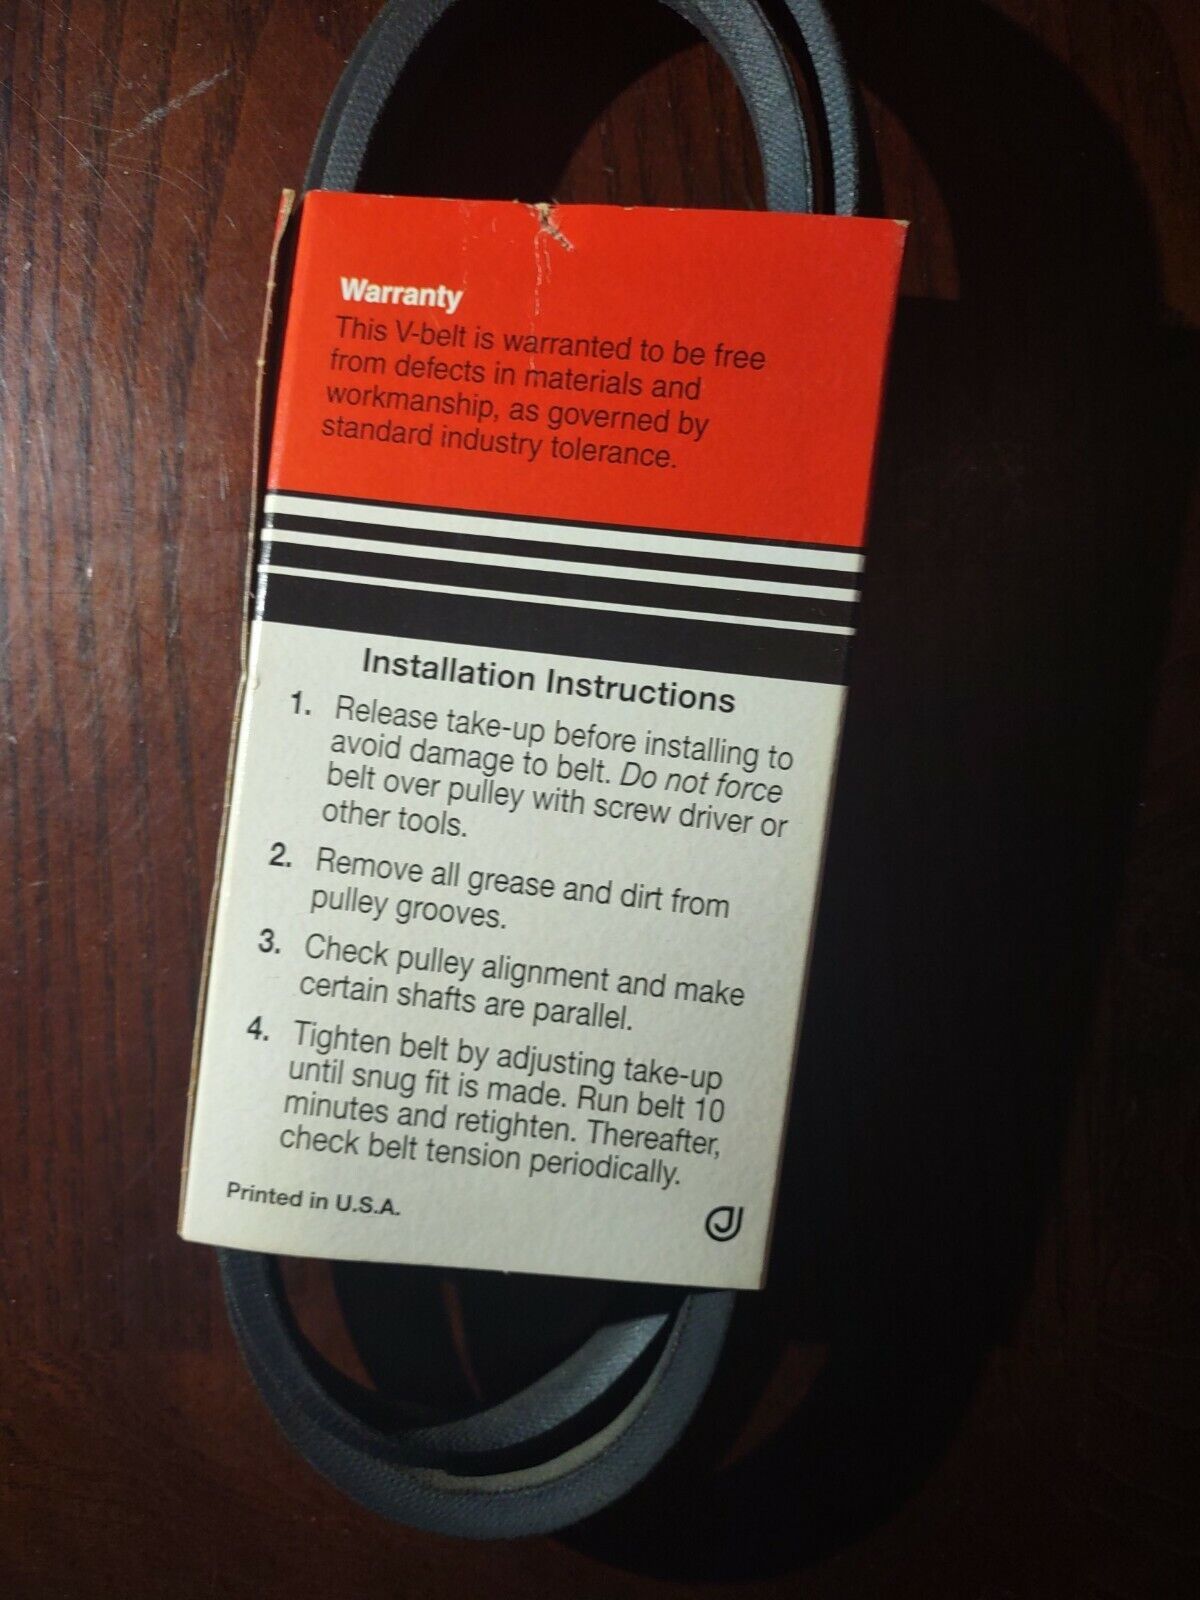 Warranty
This V-belt is warranted to be free
from defects in materials and
workmanship, as governed by
standard industry tolerance.
Installation Instructions
1. Release take-up before installing to
avoid damage to belt. Do not force
belt over pulley with screw driver or
other tools.
2. Remove all grease and dirt from
pulley grooves.
3. Check pulley alignment and make
certain shafts are parallel.
4. Tighten belt by adjusting take-up
until snug fit is made. Run belt 10
minutes and retighten. Thereafter,
check belt tension periodically.
Printed in U.S.A.